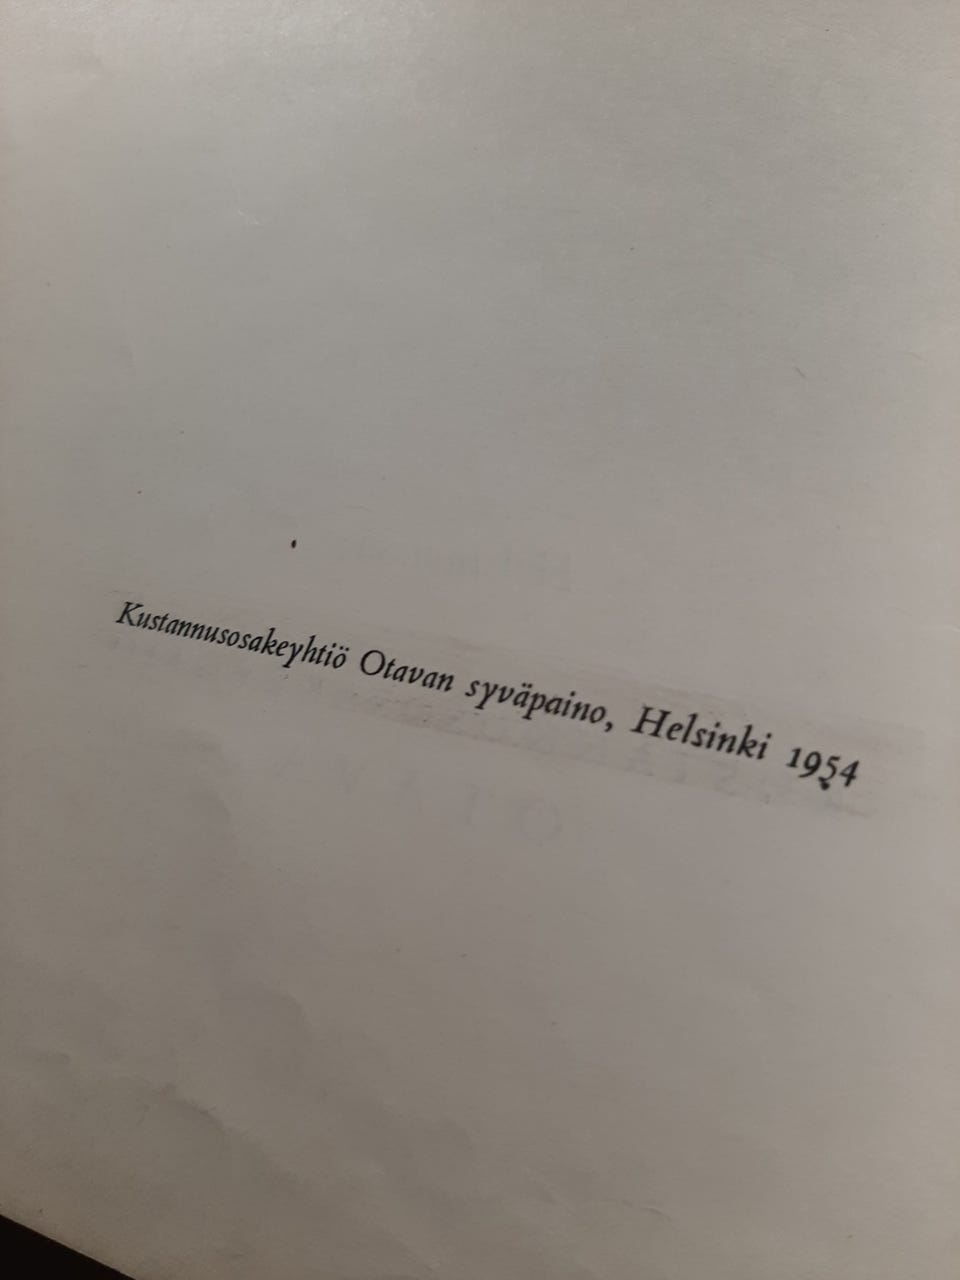 Kustannusosakeyhtiö Otavan syväpaino, Helsinki 1954